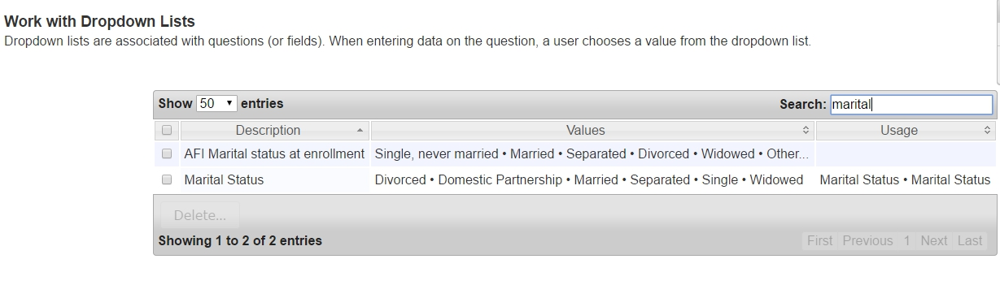 Work with Dropdown Lists
Dropdown lists are associated with questions (or fields). When entering data on the question, a user chooses a value from the dropdown list.
Show 50 entries Search: marital
Description Values Usage
AFI Marital status at enrollment Single, never married • Married • Separated • Divorced • Widowed • Other...
Marital Status Divorced • Domestic Partnership • Married • Separated • Single • Widowed Marital Status • Marital Status
Delete...
Showing 1 to 2 of 2 entries First Previous 1 Next Last